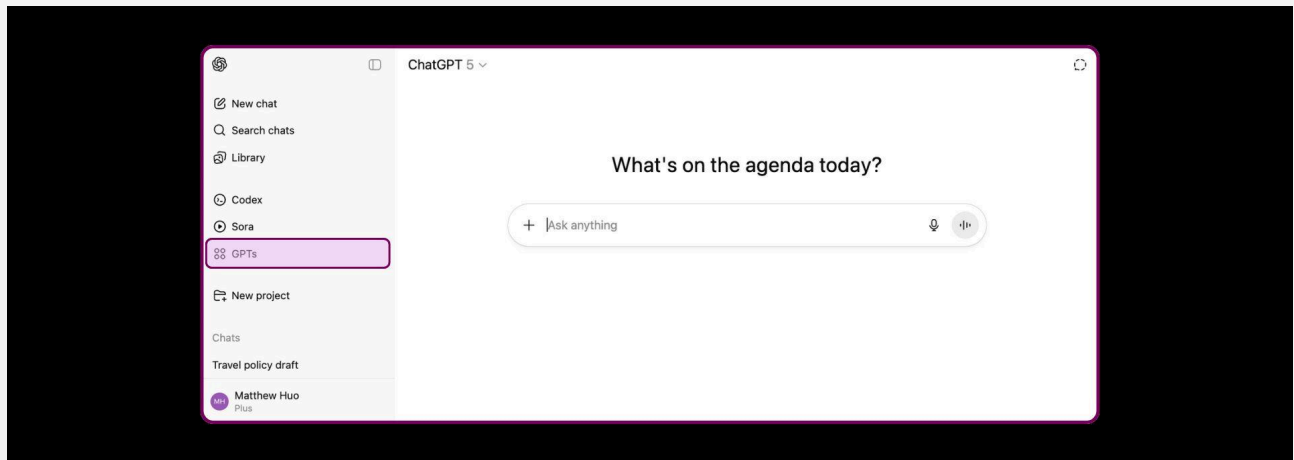 ChatGPT 5
New chat
Search chats
Library
Codex
Sora
GPTs
New project
Chats
Travel policy draft
MH
Matthew Huo
Plus
What's on the agenda today?
Ask anything